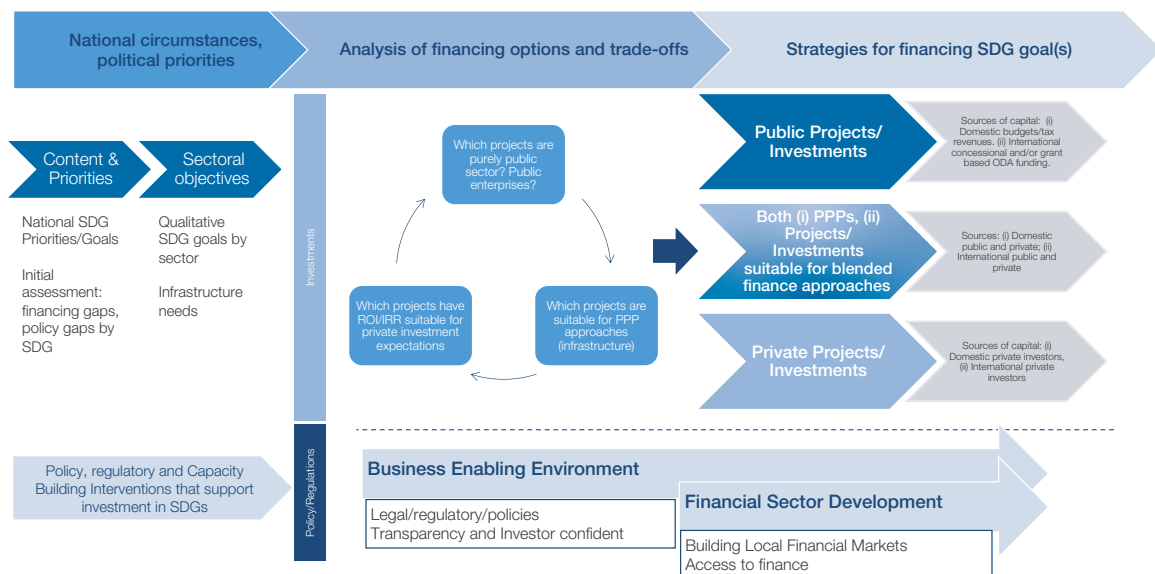 National circumstances,
political priorities
Analysis of financing options and trade-offs
Strategies for financing SDG goal(s)
Content &
Priorities
Sectoral
objectives
National SDG
Priorities/Goals
Initial
assessment:
financing gaps,
policy gaps by
SDG
Qualitative
SDG goals by
sector
Infrastructure
needs
Investments
Which projects are
purely public
sector? Public
enterprises?
Which projects have
ROI/IRR suitable for
private investment
expectations
Which projects are
suitable for PPP
approaches
(infrastructure)
Public Projects/
Investments
Sources of capital: (i)
Domestic budgets/tax
revenues. (ii) International
concessional and/or grant
based ODA funding.
Both (i) PPPs, (ii)
Projects/
Investments
suitable for blended
finance approaches
Sources: (i) Domestic
public and private; (ii)
International public and
private
Private Projects/
Investments
Sources of capital: (i)
Domestic private investors,
(ii) International private
investors
Policy, regulatory and Capacity
Building Interventions that support
investment in SDGs
Policy/Regulations
Business Enabling Environment
Legal/regulatory/policies
Transparency and Investor confident
Financial Sector Development
Building Local Financial Markets
Access to finance